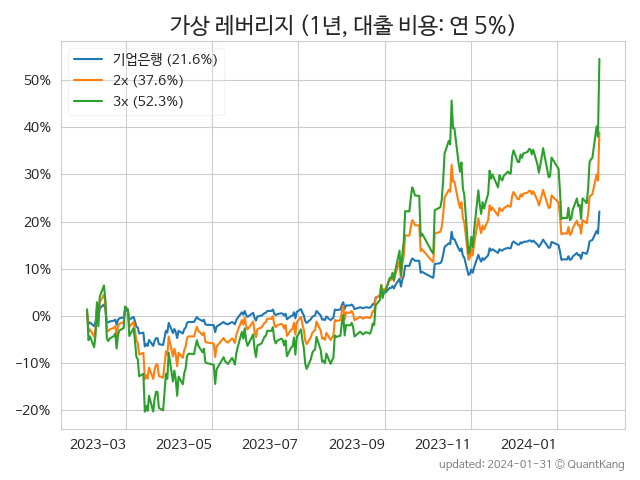 가상 레버리지 (1년, 대출 비용: 연 5%)
기업은행 (21.6%)
2x (37.6%)
3x (52.3%)
50%
40%
30%
20%
10%
0%
−10%
−20%
2023-03 2023-05 2023-07 2023-09 2023-11 2024-01
updated: 2024-01-31 © QuantKang